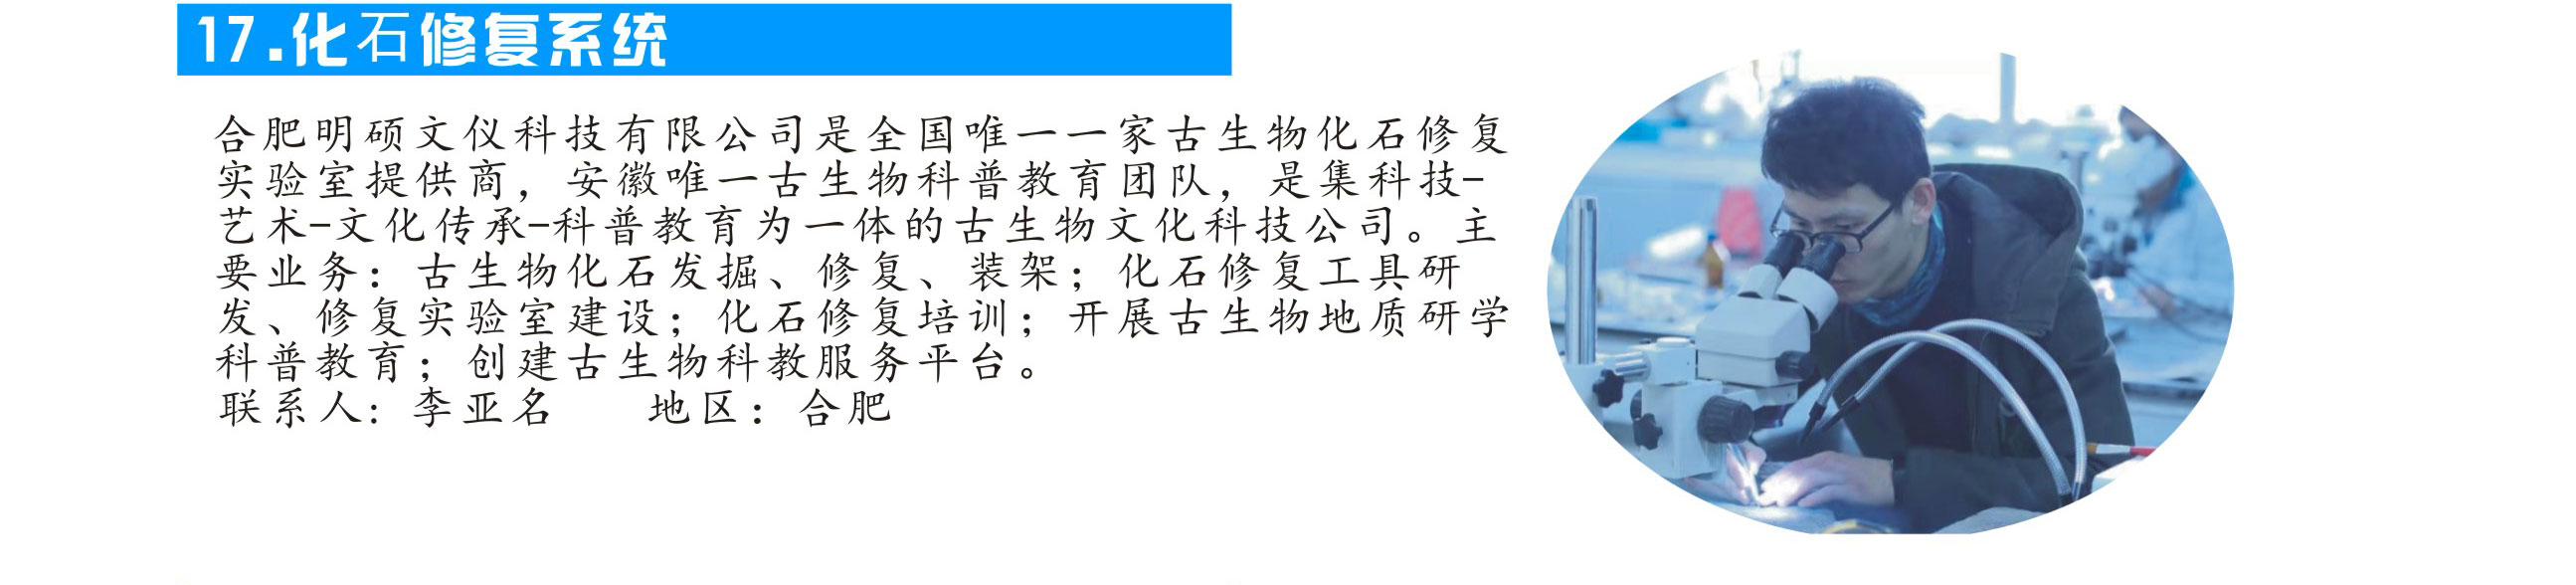 17.化石修复系统
合肥明硕文仪科技有限公司是全国唯一一家古生物化石修复
实验室提供商，安徽唯一古生物科普教育团队，是集科技-
艺术-文化传承-科普教育为一体的古生物文化科技公司。主
要业务：古生物化石发掘、修复、装架；化石修复工具研
发、修复实验室建设；化石修复培训；开展古生物地质研学
科普教育；创建古生物科教服务平台。
联系人：李亚名　　地区：合肥